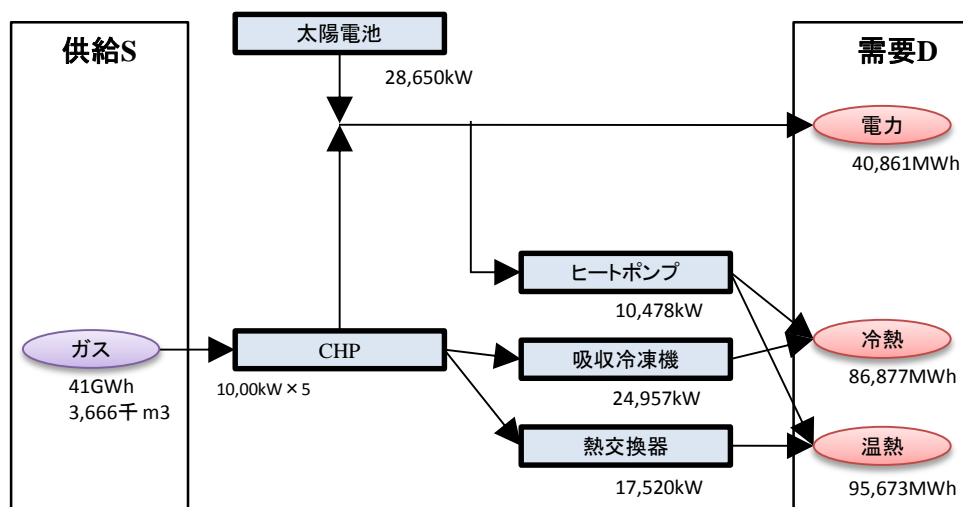 供給S
太陽電池
28,650kW
需要D
電力
40,861MWh
ヒートポンプ
10,478kW
ガス
41GWh
3,666千 m3
CHP
10,00kW × 5
吸収冷凍機
24,957kW
冷熱
86,877MWh
熱交換器
17,520kW
温熱
95,673MWh